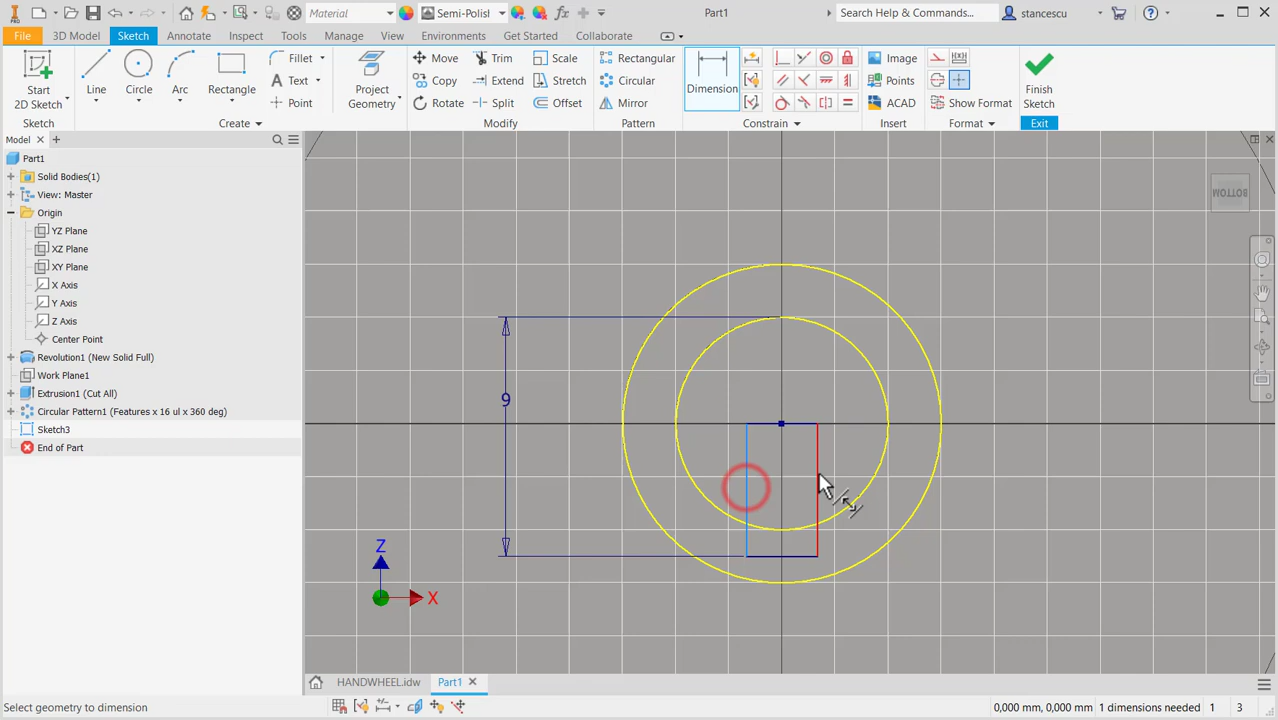 PRO
Material
Semi-Polisl
fx
Part1
Search Help & Commands...
stancescu
File
3D Model
Sketch
Annotate
Inspect
Tools
Manage
View
Environments
Get Started
Collaborate
Start
2D Sketch
Line
Circle
Arc
Rectangle
Fillet
Text
Point
Project
Geometry
Move
Copy
Rotate
Trim
Extend
Split
Scale
Stretch
Offset
Rectangular
Circular
Mirror
Dimension
Image
Points
ACAD
Show Format
Finish
Sketch
Sketch
Create
Modify
Pattern
Constrain
Insert
Format
Exit
Model
Part1
Solid Bodies(1)
View: Master
Origin
YZ Plane
XZ Plane
XY Plane
X Axis
Y Axis
Z Axis
Center Point
Revolution1 (New Solid Full)
Work Plane1
Extrusion1 (Cut All)
Circular Pattern1 (Features x 16 ul x 360 deg)
Sketch3
End of Part
BOTTOM
9
Z
X
HANDWHEEL.idw
Part1
Select geometry to dimension
0,000 mm, 0,000 mm
1 dimensions needed
1
3